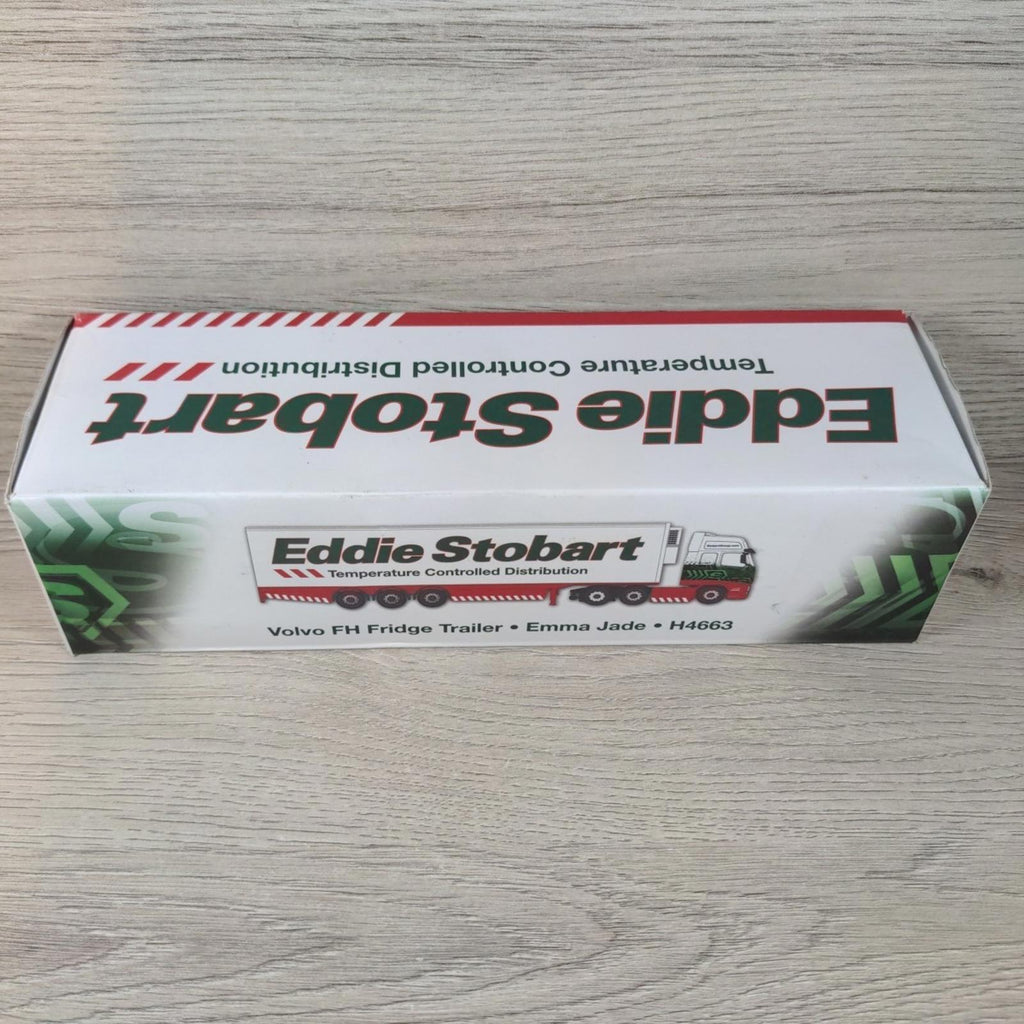 Eddie Stobart
Temperature Controlled Distribution
Eddie Stobart
Temperature Controlled Distribution
Volvo FH Fridge Trailer • Emma Jade • H4663